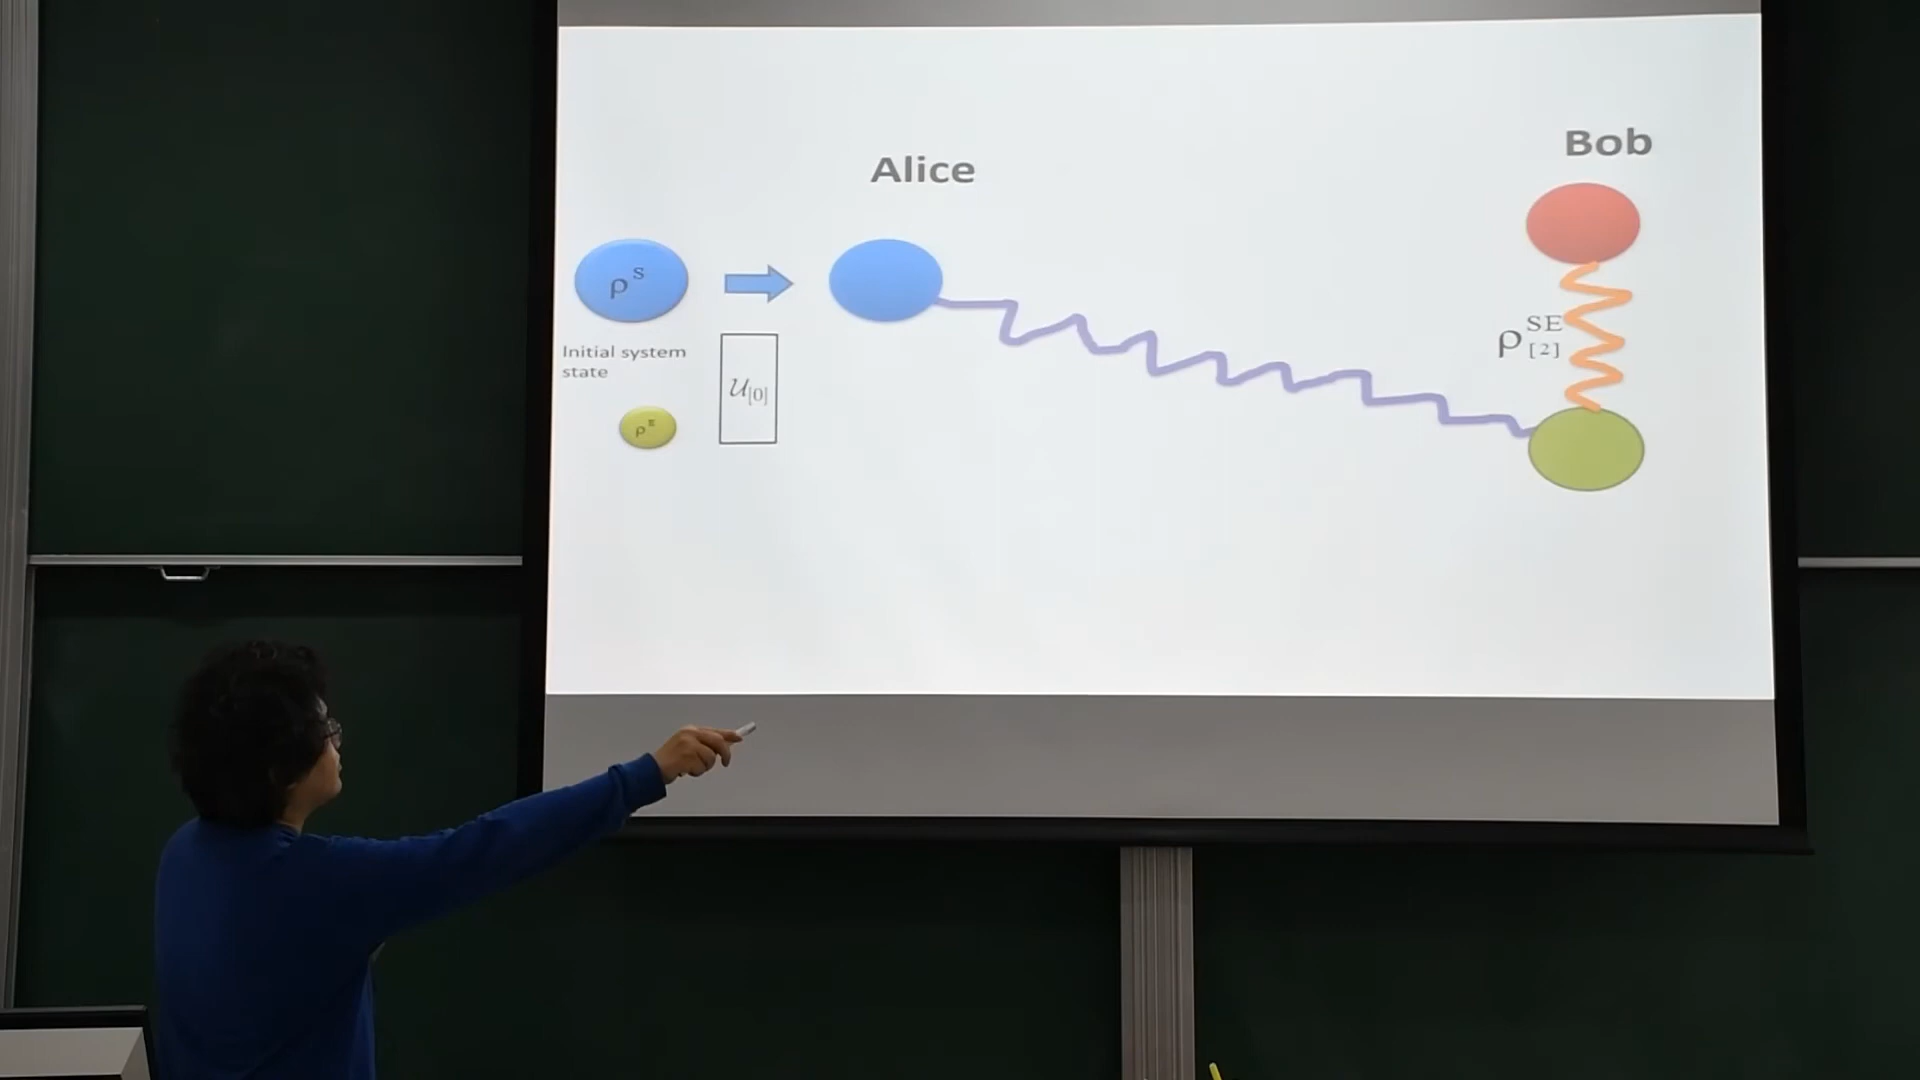 Alice
Bob
ρ^S
Initial system
state
ρ^E
𝒰_[0]
ρ^SE_[2]